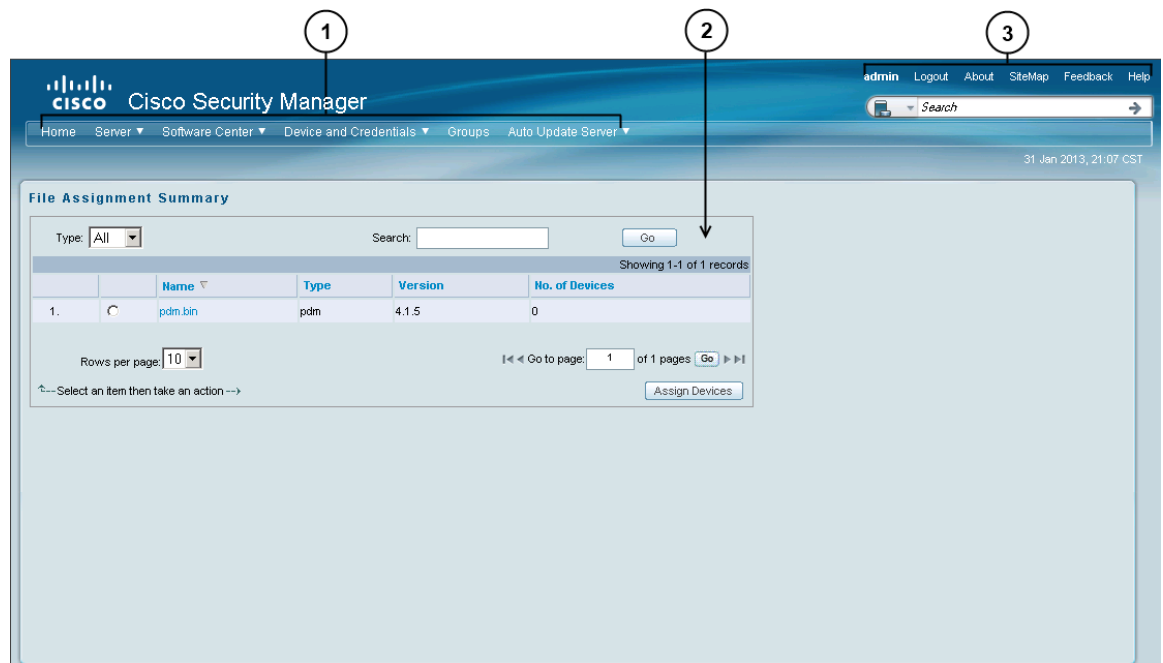 1
2
3
admin Logout About SiteMap Feedback Help
CISCO Cisco Security Manager
Search
Home Server Software Center Device and Credentials Groups Auto Update Server
31 Jan 2013, 21:07 CST
File Assignment Summary
Type: All Search: Go
Showing 1-1 of 1 records
Name Type Version No. of Devices
1. pdm.bin pdm 4.1.5 0
Rows per page: 10 Go to page: 1 of 1 pages Go
--Select an item then take an action --> Assign Devices